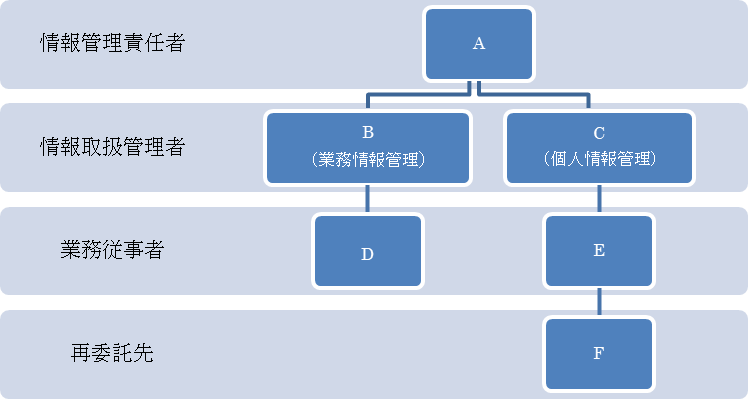 情報管理責任者
A
情報取扱管理者
B
(業務情報管理)
C
(個人情報管理)
業務従事者
D
E
再委託先
F